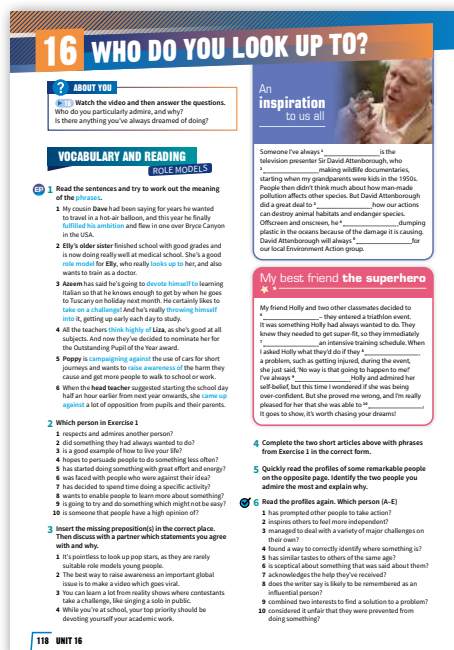 16 WHO DO YOU LOOK UP TO?
? ABOUT YOU
Watch the video and then answer the questions.
Who do you particularly admire, and why?
Is there anything you've always dreamed of doing?
VOCABULARY AND READING
ROLE MODELS
EP 1 Read the sentences and try to work out the meaning
of the phrases.
1 My cousin Dave had been saying for years he wanted
to travel in a hot-air balloon, and this year he finally
fulfilled his ambition and flew in one over Bryce Canyon
in the USA.
2 Elly's older sister finished school with good grades and
is now doing really well at medical school. She's a good
role model for Elly, who really looks up to her, and also
wants to train as a doctor.
3 Azeem has said he's going to devote himself to learning
Italian so that he knows enough to get by when he goes
to Tuscany on holiday next month. He certainly likes to
take on a challenge! And he's really throwing himself
into it, getting up early each day to study.
4 All the teachers think highly of Liza, as she's good at all
subjects. And now they've decided to nominate her for
the Outstanding Pupil of the Year award.
5 Poppy is campaigning against the use of cars for short
journeys and wants to raise awareness of the harm they
cause and get more people to walk to school or work.
6 When the head teacher suggested starting the school day
half an hour earlier from next year onwards, she came up
against a lot of opposition from pupils and their parents.
2 Which person in Exercise 1
1 respects and admires another person?
2 did something they had always wanted to do?
3 is a good example of how to live your life?
4 hopes to persuade people to do something less often?
5 has started doing something with great effort and energy?
6 was faced with people who were against their idea?
7 has decided to spend time doing a specific activity?
8 wants to enable people to learn more about something?
9 is going to try and do something which might not be easy?
10 is someone that people have a high opinion of?
3 Insert the missing preposition(s) in the correct place.
Then discuss with a partner which statements you agree
with and why.
1 It's pointless to look up pop stars, as they are rarely
suitable role models young people.
2 The best way to raise awareness an important global
issue is to make a video which goes viral.
3 You can learn a lot from reality shows where contestants
take a challenge, like singing a solo in public.
4 While you're at school, your top priority should be
devoting yourself your academic work.
An
inspiration
to us all
Someone I've always 1 is the
television presenter Sir David Attenborough, who
2 making wildlife documentaries,
starting when my grandparents were kids in the 1950s.
People then didn't think much about how man-made
pollution affects other species. But David Attenborough
did a great deal to 3 how our actions
can destroy animal habitats and endanger species.
Offscreen and onscreen, he 4 dumping
plastic in the oceans because of the damage it is causing.
David Attenborough will always 5 for
our local Environment Action group.
My best friend the superhero
My friend Holly and two other classmates decided to
6 – they entered a triathlon event.
It was something Holly had always wanted to do. They
knew they needed to get super-fit, so they immediately
7 an intensive training schedule. When
I asked Holly what they'd do if they 8,
a problem, such as getting injured, during the event,
she just said, 'No way is that going to happen to me!'
I've always 9 Holly and admired her
self-belief, but this time I wondered if she was being
over-confident. But she proved me wrong, and I'm really
pleased for her that she was able to 10.
It goes to show, it's worth chasing your dreams!
4 Complete the two short articles above with phrases
from Exercise 1 in the correct form.
5 Quickly read the profiles of some remarkable people
on the opposite page. Identify the two people you
admire the most and explain why.
6 Read the profiles again. Which person (A–E)
1 has prompted other people to take action?
2 inspires others to feel more independent?
3 managed to deal with a variety of major challenges on
their own?
4 found a way to correctly identify where something is?
5 has similar tastes to others of the same age?
6 is sceptical about something that was said about them?
7 acknowledges the help they've received?
8 does the writer say is likely to be remembered as an
influential person?
9 combined two interests to find a solution to a problem?
10 considered it unfair that they were prevented from
doing something?
118 UNIT 16